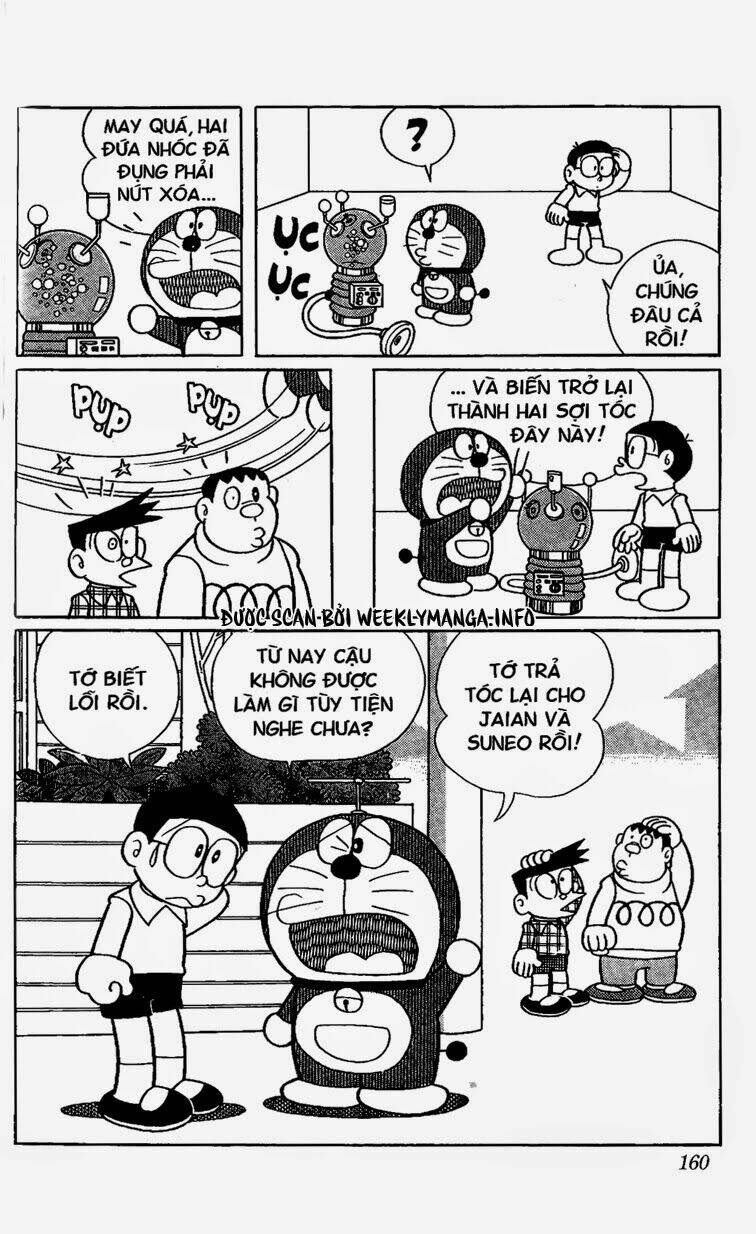 MAY QUÁ, HAI
ĐỨA NHÓC ĐÃ
ĐỤNG PHẢI
NÚT XÓA...
?
ỤC
ỤC
ỦA,
CHÚNG
ĐÂU CẢ
RỒI!
PỤP
PỤP
... VÀ BIẾN TRỞ LẠI
THÀNH HAI SỢI TÓC
ĐÂY NÀY!
ĐƯỢC SCAN BỞI WEEKLYMANGA.INFO
TỚ BIẾT
LỖI RỒI.
TỪ NAY CẬU
KHÔNG ĐƯỢC
LÀM GÌ TÙY TIỆN
NGHE CHƯA?
TỚ TRẢ
TÓC LẠI CHO
JAIAN VÀ
SUNEO RỒI!
160